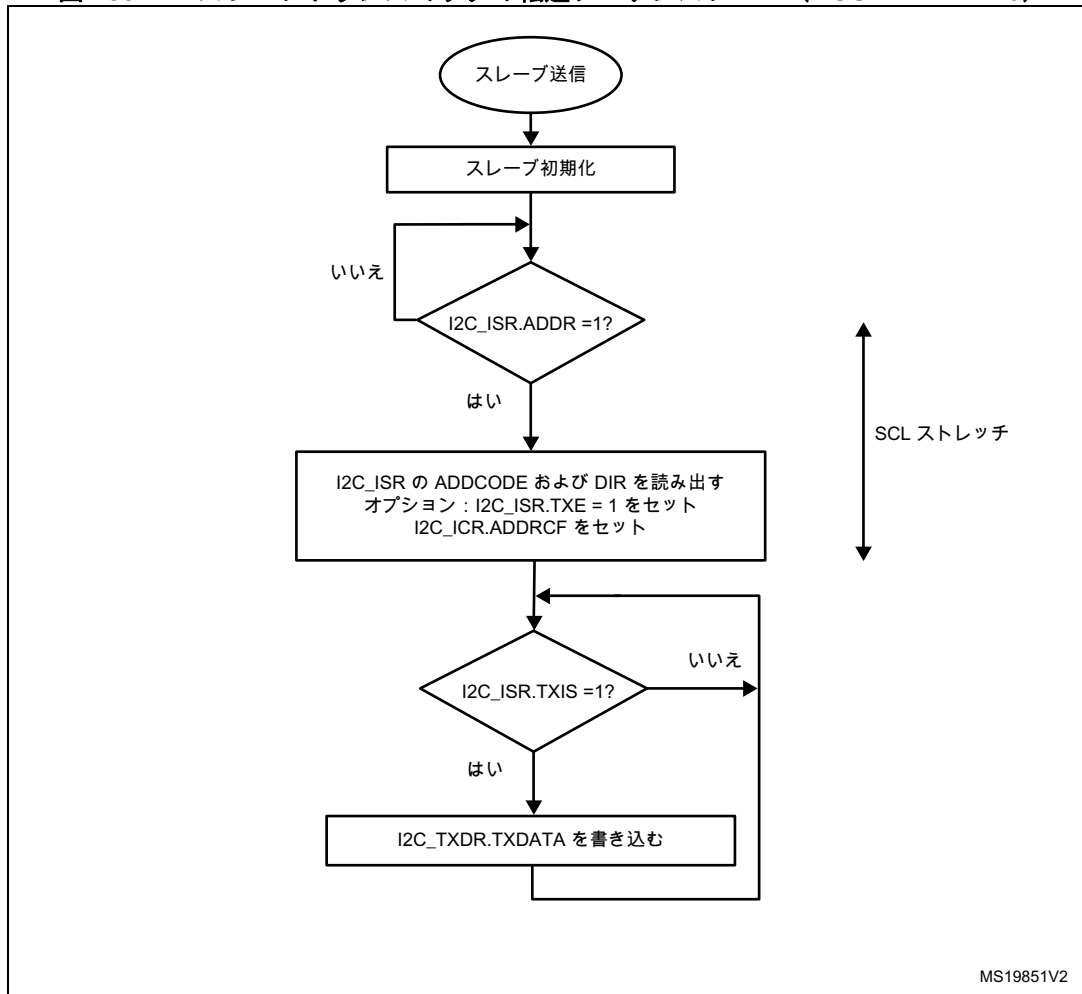 スレーブ送信
スレーブ初期化
いいえ
I2C_ISR.ADDR =1?
はい
SCL ストレッチ
I2C_ISR の ADDCODE および DIR を読み出す
オプション：I2C_ISR.TXE = 1 をセット
I2C_ICR.ADDRCF をセット
いいえ
I2C_ISR.TXIS =1?
はい
I2C_TXDR.TXDATA を書き込む
MS19851V2